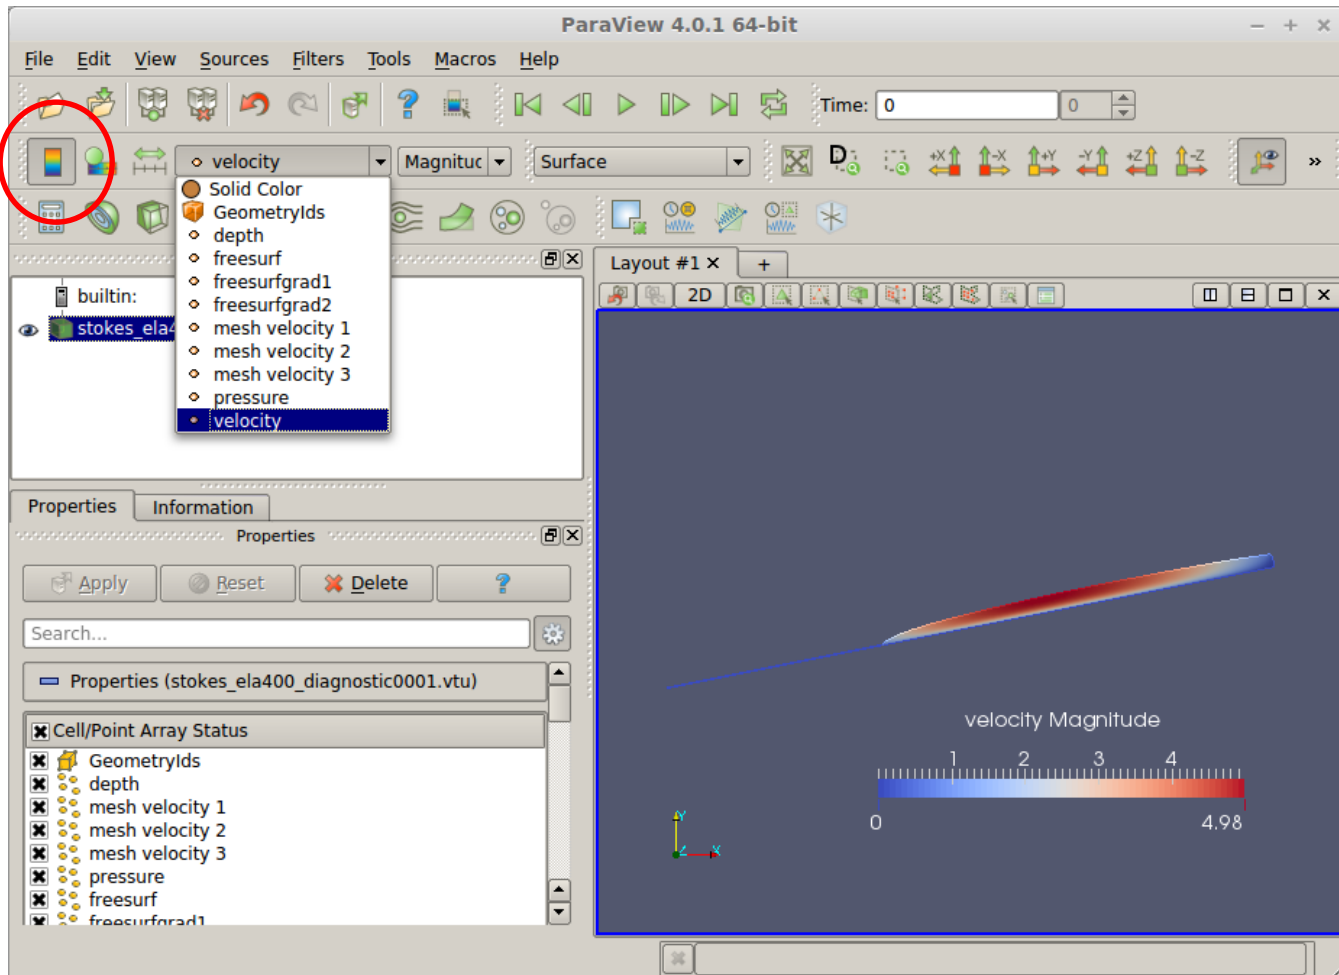 ParaView 4.0.1 64-bit
File Edit View Sources Filters Tools Macros Help
Time: 0 0
velocity Magnituc Surface D +X -X +Y -Y +Z -Z »
Solid Color
GeometryIds
depth
freesurf
freesurfgrad1
freesurfgrad2
mesh velocity 1
mesh velocity 2
mesh velocity 3
pressure
velocity
builtin:
stokes_ela4
Layout #1 +
2D
Properties Information
Properties
Apply Reset Delete ?
Search...
Properties (stokes_ela400_diagnostic0001.vtu)
Cell/Point Array Status
GeometryIds
depth
mesh velocity 1
mesh velocity 2
mesh velocity 3
pressure
freesurf
freesurfgrad1
velocity Magnitude
1 2 3 4
0 4.98
Y
Z X